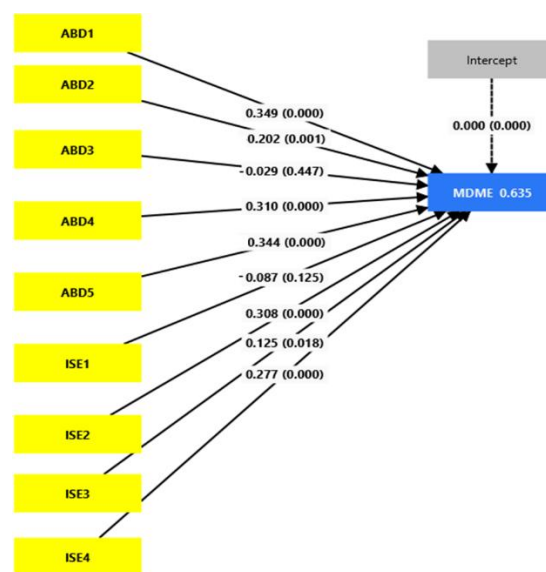 ABD1
Intercept
ABD2
0.349 (0.000)
0.000 (0.000)
0.202 (0.001)
ABD3
-0.029 (0.447)
MDME 0.635
ABD4
0.310 (0.000)
0.344 (0.000)
-0.087 (0.125)
ABD5
0.308 (0.000)
0.125 (0.018)
ISE1
0.277 (0.000)
ISE2
ISE3
ISE4